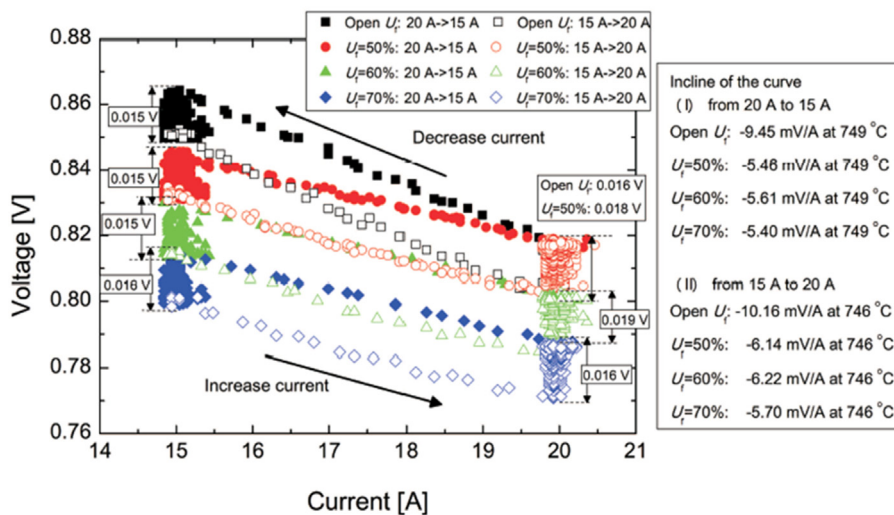 Open Uf: 20 A->15 A Open Uf: 15 A->20 A
Uf=50%: 20 A->15 A Uf=50%: 15 A->20 A
Uf=60%: 20 A->15 A Uf=60%: 15 A->20 A
Uf=70%: 20 A->15 A Uf=70%: 15 A->20 A
0.88
0.86
0.84
0.82
0.80
0.78
0.76
Voltage [V]
0.015 V
0.015 V
0.015 V
0.016 V
Decrease current
Open Uf: 0.016 V
Uf=50%: 0.018 V
0.019 V
0.016 V
Increase current
14 15 16 17 18 19 20 21
Current [A]
Incline of the curve
(I) from 20 A to 15 A
Open Uf: -9.45 mV/A at 749 °C
Uf=50%: -5.46 mV/A at 749 °C
Uf=60%: -5.61 mV/A at 749 °C
Uf=70%: -5.40 mV/A at 749 °C
(II) from 15 A to 20 A
Open Uf: -10.16 mV/A at 746 °C
Uf=50%: -6.14 mV/A at 746 °C
Uf=60%: -6.22 mV/A at 746 °C
Uf=70%: -5.70 mV/A at 746 °C